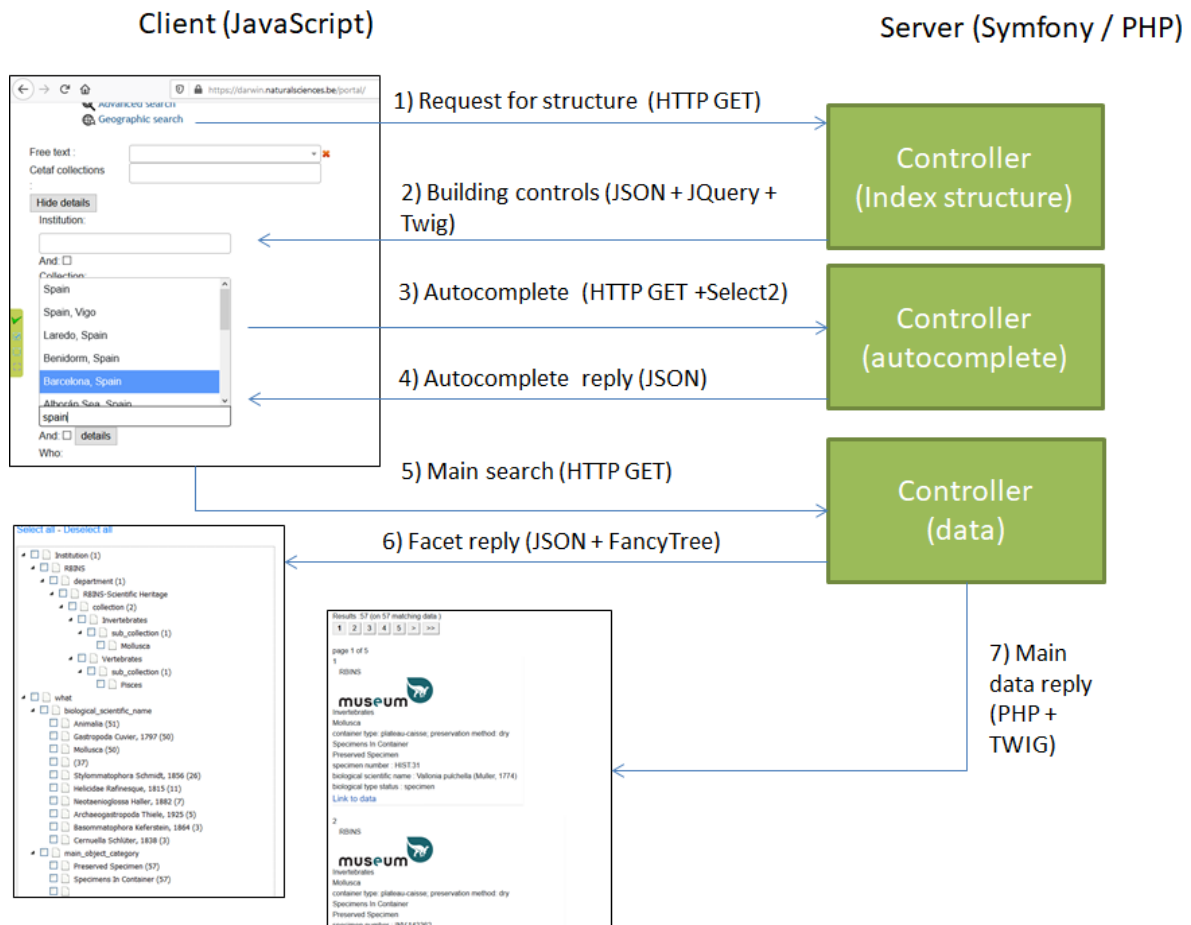 Client (JavaScript)
Server (Symfony / PHP)
https://darwin.naturalsciences.be/portal/
Advanced search
Geographic search
Free text :
Cetaf collections
:
Hide details
Institution:
And:
Collection:
Spain
Spain, Vigo
Laredo, Spain
Benidorm, Spain
Barcelona, Spain
Alborán Sea, Spain
spain
And:
details
Who:
1) Request for structure (HTTP GET)
2) Building controls (JSON + JQuery +
Twig)
3) Autocomplete (HTTP GET +Select2)
4) Autocomplete reply (JSON)
5) Main search (HTTP GET)
6) Facet reply (JSON + FancyTree)
7) Main
data reply
(PHP +
TWIG)
Controller
(Index structure)
Controller
(autocomplete)
Controller
(data)
Select all - Deselect all
Institution (1)
RBINS
department (1)
RBINS-Scientific Heritage
collection (2)
Invertebrates
sub_collection (1)
Mollusca
Vertebrates
sub_collection (1)
Pisces
what
biological_scientific_name
Animalia (51)
Gastropoda Cuvier, 1797 (50)
Mollusca (50)
(37)
Stylommatophora Schmidt, 1856 (26)
Helicidae Rafinesque, 1815 (11)
Neotaenioglossa Haller, 1882 (7)
Archaeogastropoda Thiele, 1925 (5)
Basommatophora Keferstein, 1864 (3)
Cernuella Schlüter, 1838 (3)
main_object_category
Preserved Specimen (57)
Specimens In Container (57)
Results :57 (on 57 matching data )
1 2 3 4 5 > >>
page 1 of 5
1
RBINS
museum
Invertebrates
Mollusca
container type: plateau-caisse; preservation method: dry
Specimens In Container
Preserved Specimen
specimen number : HIST.31
biological scientific name : Vallonia pulchella (Muller, 1774)
biological type status : specimen
Link to data
2
RBINS
museum
Invertebrates
Mollusca
container type: plateau-caisse; preservation method: dry
Specimens In Container
Preserved Specimen
specimen number :